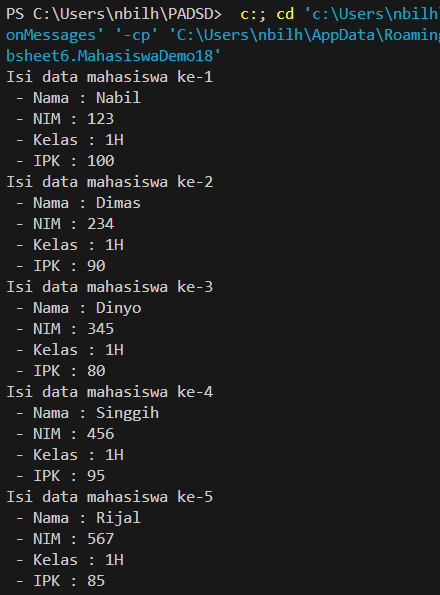 PS C:\Users\nbilh\PADSD>  c:; cd 'c:\Users\nbilh\
onMessages' '-cp' 'C:\Users\nbilh\AppData\Roaming
bsheet6.MahasiswaDemo18'
Isi data mahasiswa ke-1
 - Nama : Nabil
 - NIM : 123
 - Kelas : 1H
 - IPK : 100
Isi data mahasiswa ke-2
 - Nama : Dimas
 - NIM : 234
 - Kelas : 1H
 - IPK : 90
Isi data mahasiswa ke-3
 - Nama : Dinyo
 - NIM : 345
 - Kelas : 1H
 - IPK : 80
Isi data mahasiswa ke-4
 - Nama : Singgih
 - NIM : 456
 - Kelas : 1H
 - IPK : 95
Isi data mahasiswa ke-5
 - Nama : Rijal
 - NIM : 567
 - Kelas : 1H
 - IPK : 85